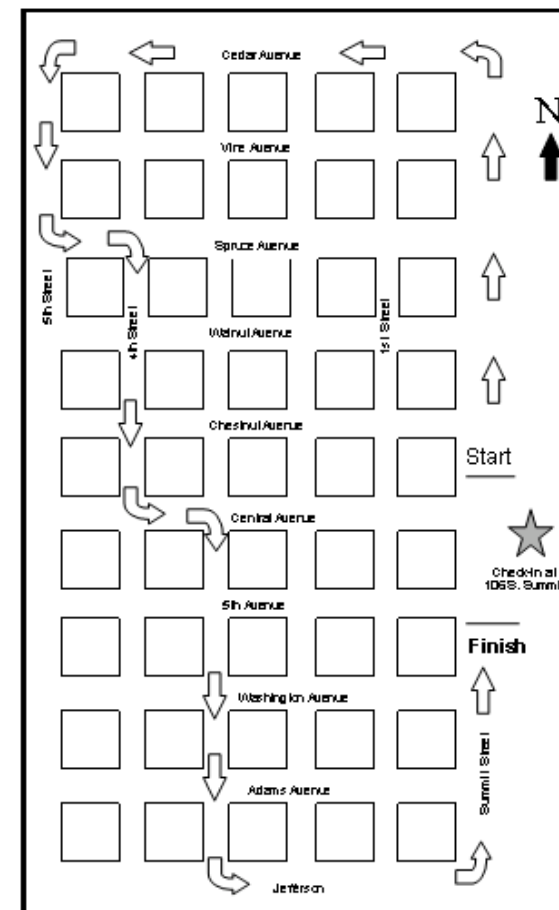 Cedar Avenue
N
Vine Avenue
Spruce Avenue
5th Street
4th Street
1st Street
Walnut Avenue
Chestnut Avenue
Start
Central Avenue
Check-in at
106 S. Summi
5th Avenue
Finish
Washington Avenue
Summit Street
Adams Avenue
Jefferson